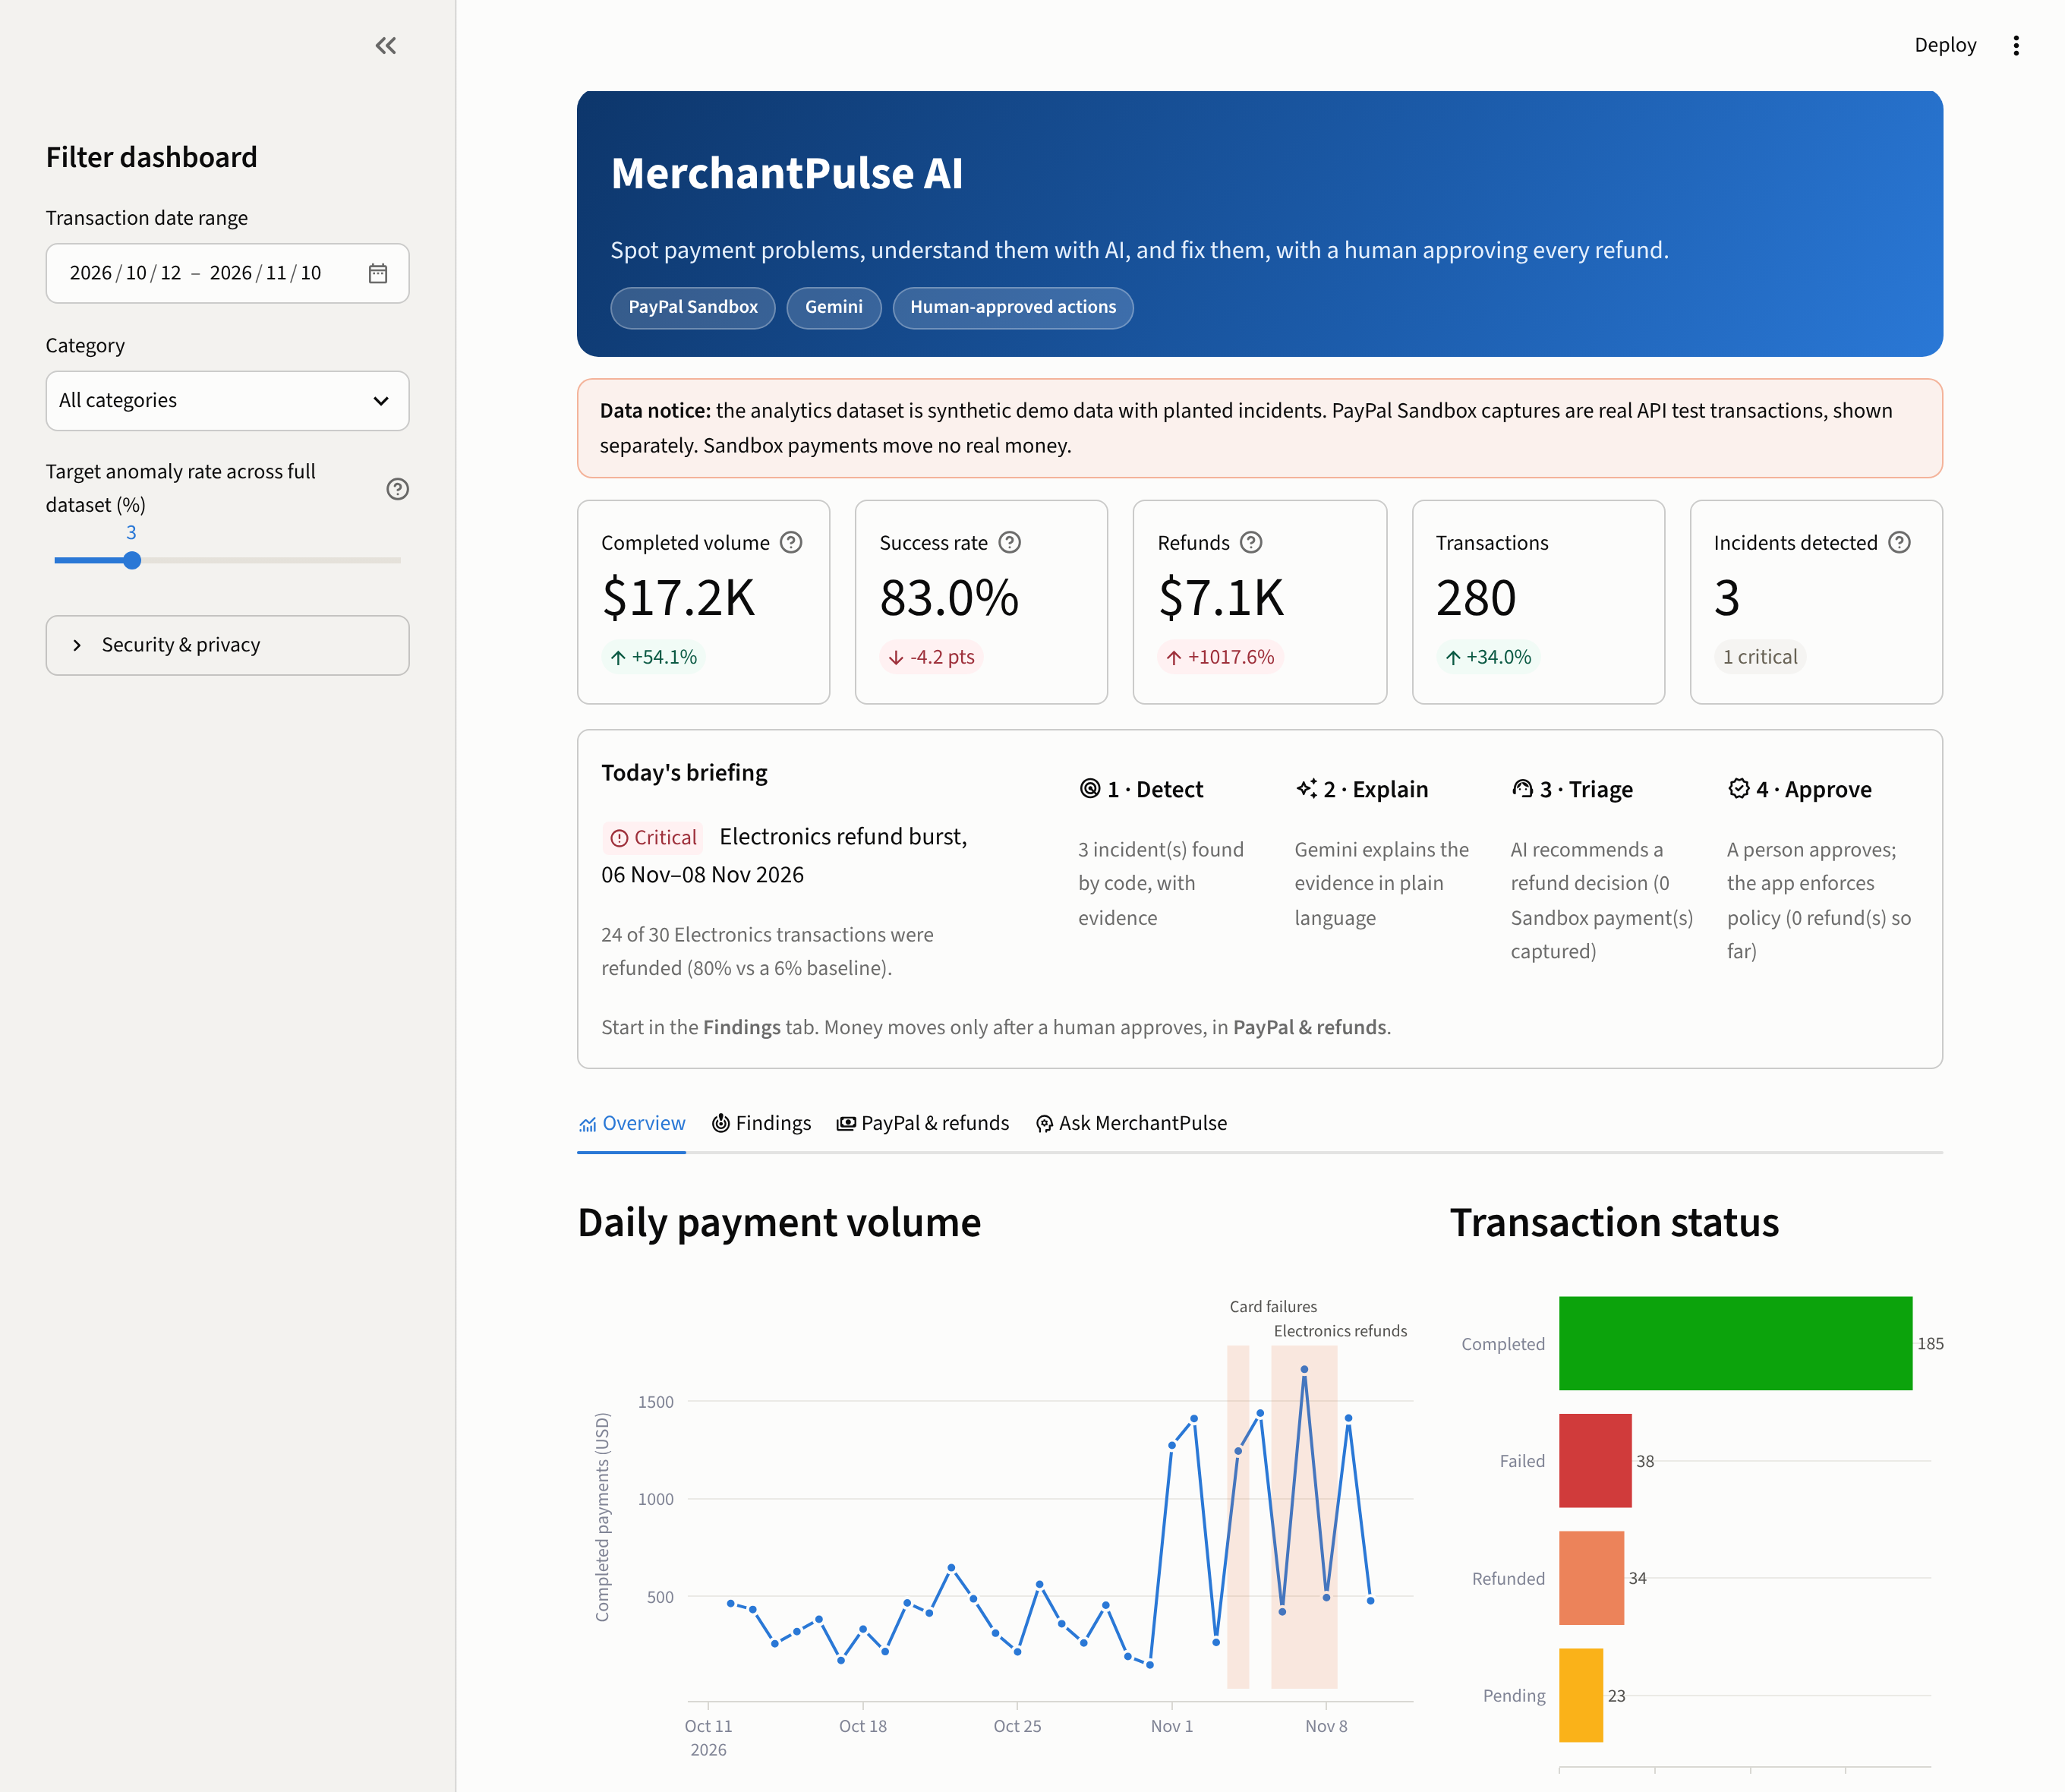 Deploy
Filter dashboard
Transaction date range
2026/10/12 – 2026/11/10
Category
All categories
Target anomaly rate across full
dataset (%)
3
Security & privacy
MerchantPulse AI
Spot payment problems, understand them with AI, and fix them, with a human approving every refund.
PayPal Sandbox
Gemini
Human-approved actions
Data notice: the analytics dataset is synthetic demo data with planted incidents. PayPal Sandbox captures are real API test transactions, shown
separately. Sandbox payments move no real money.
Completed volume
$17.2K
+54.1%
Success rate
83.0%
-4.2 pts
Refunds
$7.1K
+1017.6%
Transactions
280
+34.0%
Incidents detected
3
1 critical
Today's briefing
Critical Electronics refund burst,
06 Nov–08 Nov 2026
24 of 30 Electronics transactions were
refunded (80% vs a 6% baseline).
1 · Detect
3 incident(s) found
by code, with
evidence
2 · Explain
Gemini explains the
evidence in plain
language
3 · Triage
AI recommends a
refund decision (0
Sandbox payment(s)
captured)
4 · Approve
A person approves;
the app enforces
policy (0 refund(s) so
far)
Start in the Findings tab. Money moves only after a human approves, in PayPal & refunds.
Overview
Findings
PayPal & refunds
Ask MerchantPulse
Daily payment volume
Card failures
Electronics refunds
Completed payments (USD)
1500
1000
500
Oct 11
2026
Oct 18
Oct 25
Nov 1
Nov 8
Transaction status
Completed
185
Failed
38
Refunded
34
Pending
23